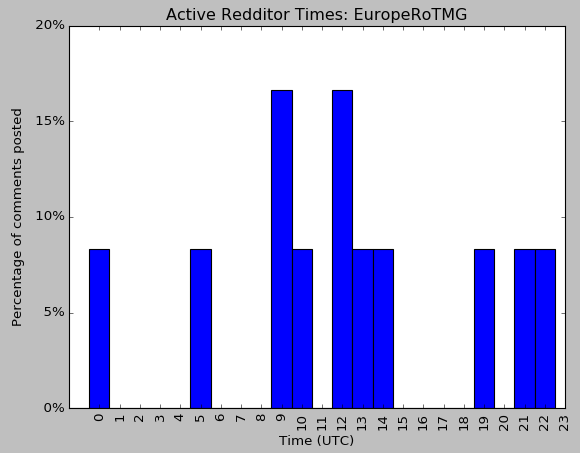 Active Redditor Times: EuropeRoTMG
20%
15%
10%
5%
0%
Percentage of comments posted
0 1 2 3 4 5 6 7 8 9 10 11 12 13 14 15 16 17 18 19 20 21 22 23
Time (UTC)